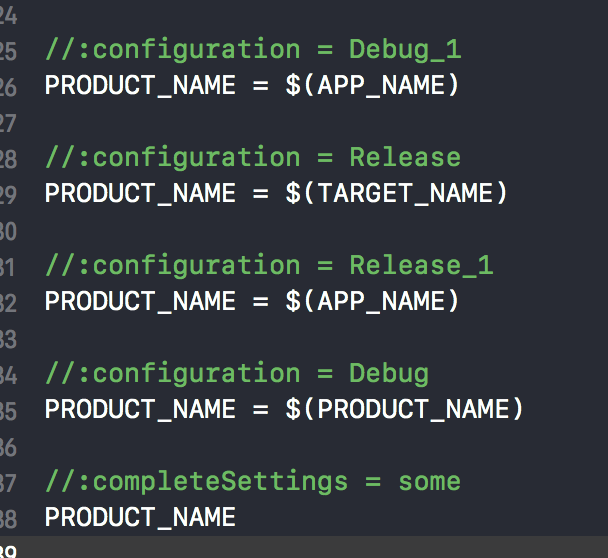 24
25 //:configuration = Debug_1
26 PRODUCT_NAME = $(APP_NAME)
27
28 //:configuration = Release
29 PRODUCT_NAME = $(TARGET_NAME)
30
31 //:configuration = Release_1
32 PRODUCT_NAME = $(APP_NAME)
33
34 //:configuration = Debug
35 PRODUCT_NAME = $(PRODUCT_NAME)
36
37 //:completeSettings = some
38 PRODUCT_NAME
39